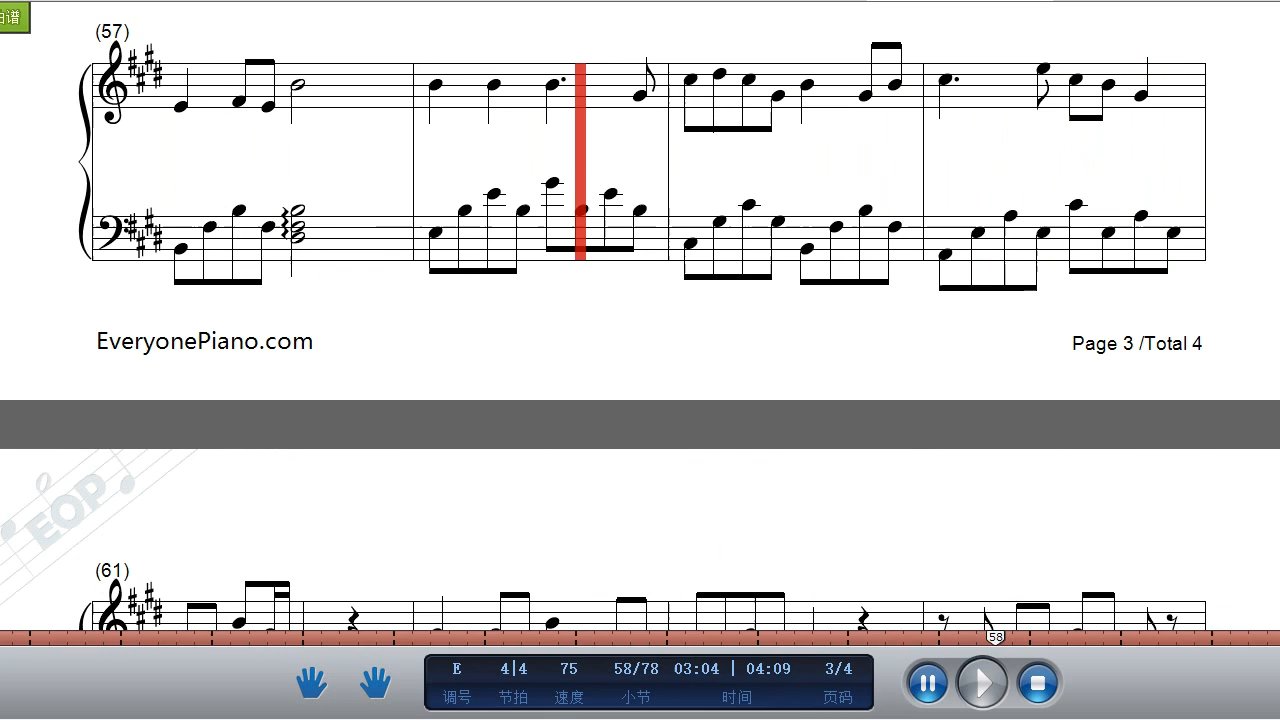 拍谱
(57)
EveryonePiano.com
Page 3 /Total 4
EOP
(61)
58
E 4|4 75 58/78 03:04 | 04:09 3/4
调号 节拍 速度 小节 时间 页码